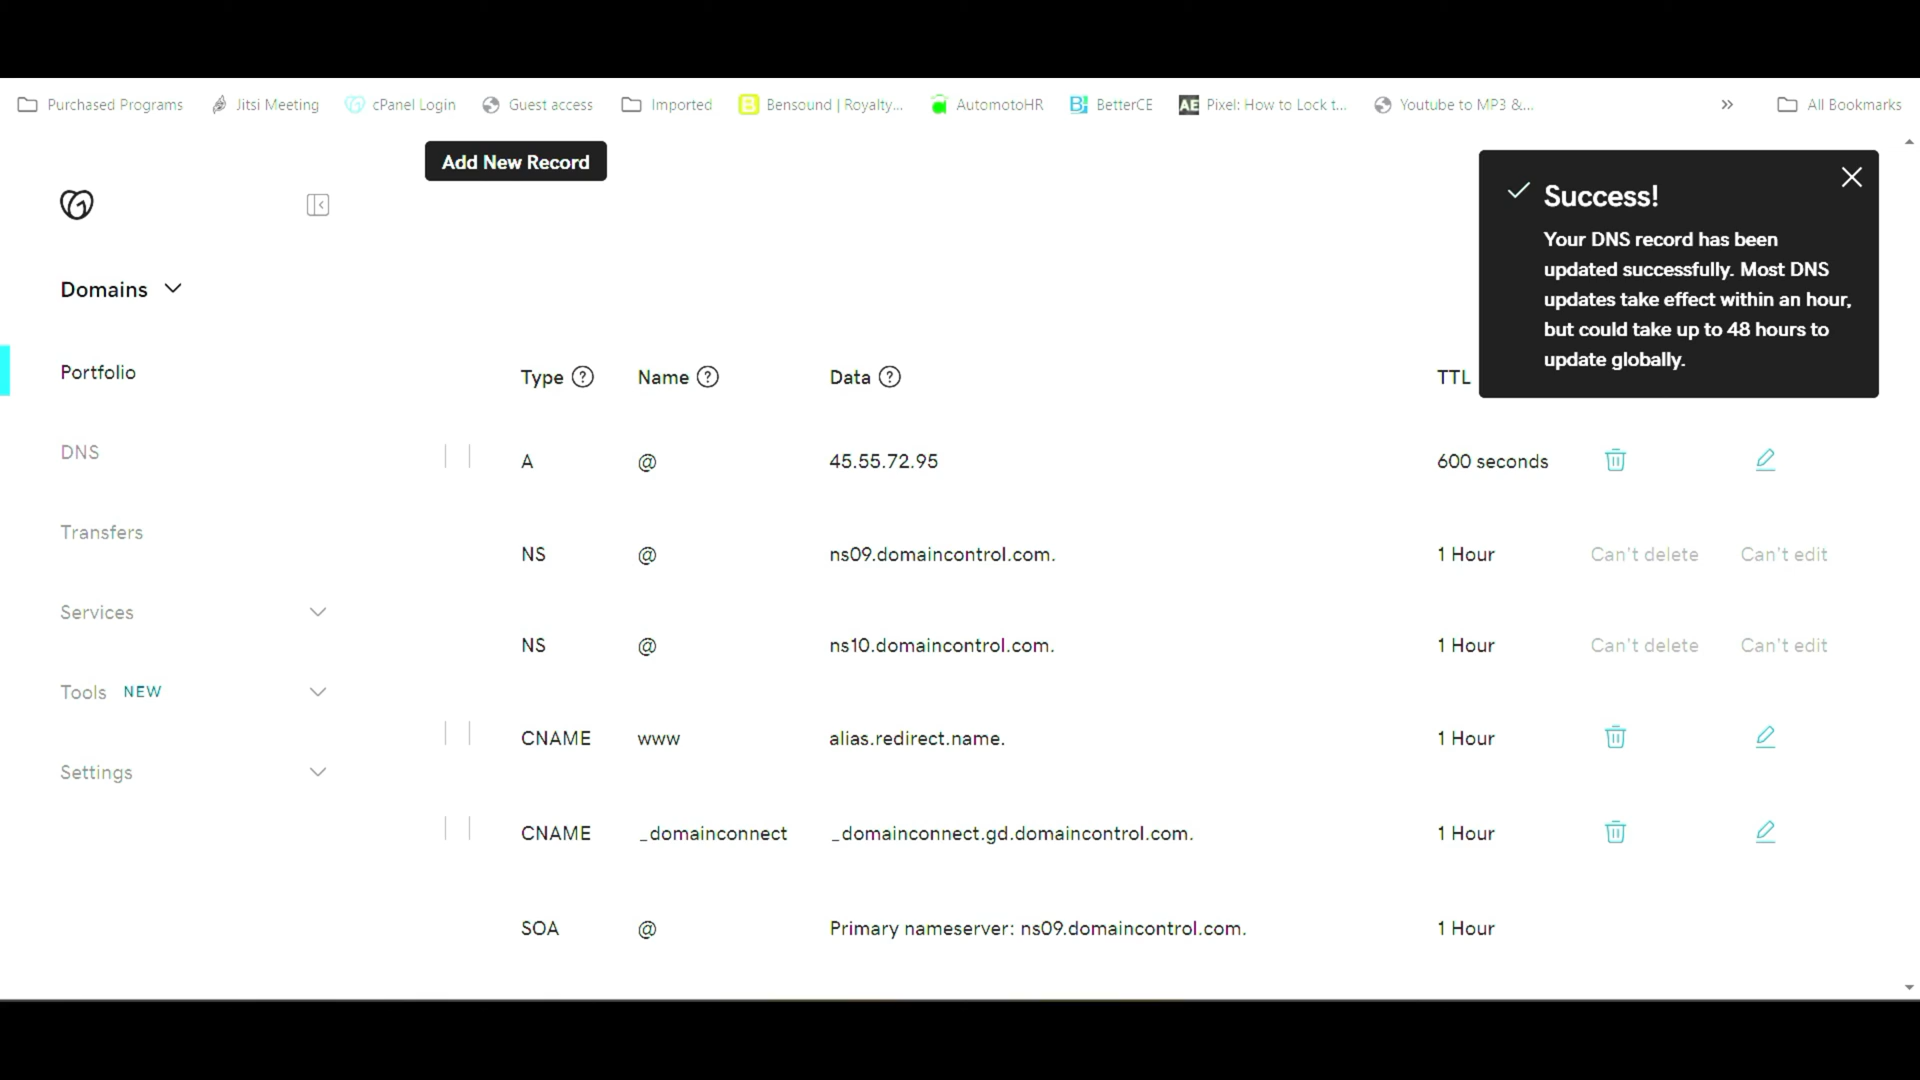 Purchased Programs Jitsi Meeting cPanel Login Guest access Imported Bensound | Royalty... AutomotoHR BetterCE AE Pixel: How to Lock t... Youtube to MP3 &... » All Bookmarks
Add New Record
Success!
Your DNS record has been
updated successfully. Most DNS
updates take effect within an hour,
but could take up to 48 hours to
update globally.
Domains
Portfolio
DNS
Transfers
Services
Tools NEW
Settings
Type ? Name ? Data ? TTL
A @ 45.55.72.95 600 seconds
NS @ ns09.domaincontrol.com. 1 Hour Can't delete Can't edit
NS @ ns10.domaincontrol.com. 1 Hour Can't delete Can't edit
CNAME www alias.redirect.name. 1 Hour
CNAME _domainconnect _domainconnect.gd.domaincontrol.com. 1 Hour
SOA @ Primary nameserver: ns09.domaincontrol.com. 1 Hour